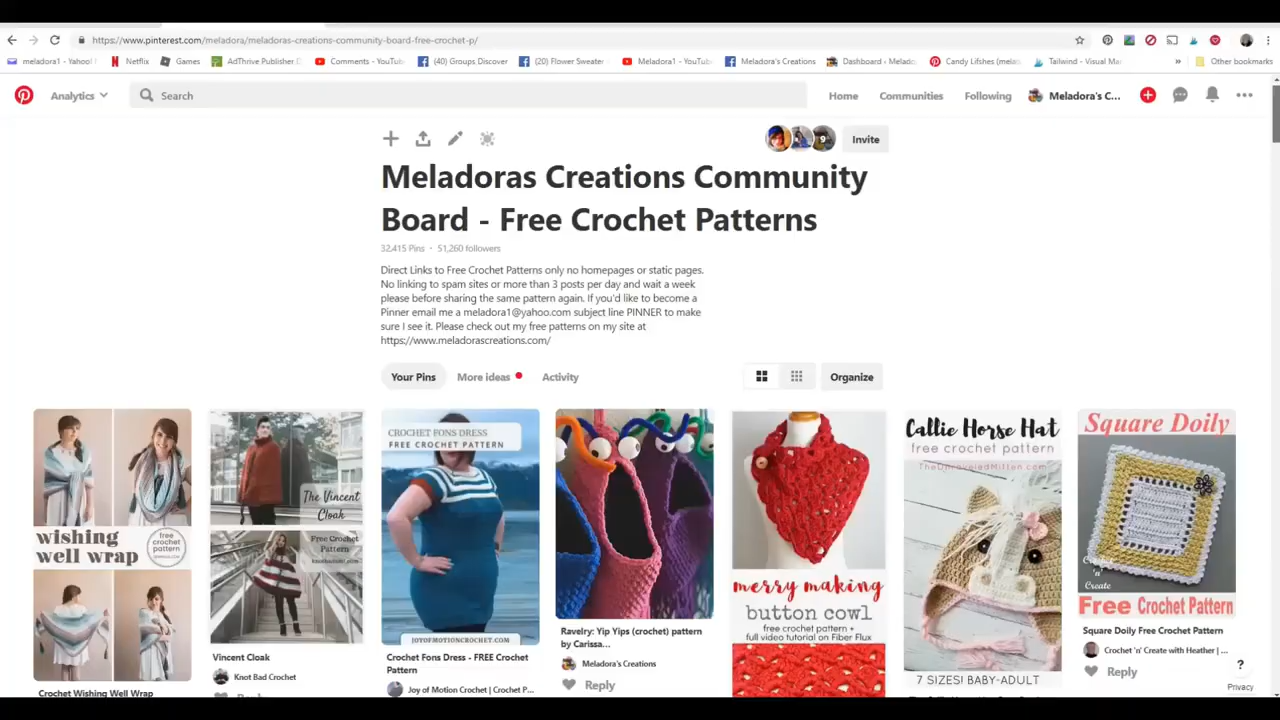 https://www.pinterest.com/meladora/meladoras-creations-community-board-free-crochet-p/
meladora1 - Yahoo! Netflix Games AdThrive Publisher D Comments - YouTu (40) Groups Discover (20) Flower Sweater Meladora1 - YouTub Meladora's Creations Dashboard ‹ Melado Candy Lifshes (mela Tailwind - Visual Mar » Other bookmarks
Analytics Search Home Communities Following Meladora's C...
9 Invite
Meladoras Creations Community
Board - Free Crochet Patterns
32,415 Pins · 51,260 followers
Direct Links to Free Crochet Patterns only no homepages or static pages.
No linking to spam sites or more than 3 posts per day and wait a week
please before sharing the same pattern again. If you'd like to become a
Pinner email me a meladora1@yahoo.com subject line PINNER to make
sure I see it. Please check out my free patterns on my site at
https://www.meladorascreations.com/
Your Pins More ideas Activity Organize
wishing
well wrap
free
crochet
pattern
Crochet Wishing Well Wrap
The Vincent
Cloak
Free Crochet
Pattern
Vincent Cloak
Knot Bad Crochet
CROCHET FONS DRESS
FREE CROCHET PATTERN
JOYOFMOTIONCROCHET.COM
Crochet Fons Dress - FREE Crochet
Pattern
Joy of Motion Crochet | Crochet P...
Ravelry: Yip Yips (crochet) pattern
by Carissa...
Meladora's Creations
Reply
merry making
button cowl
free crochet pattern +
full video tutorial on Fiber Flux
Callie Horse Hat
free crochet pattern
TheUnraveledMitten.com
7 SIZES! BABY-ADULT
Square Doily
Create
'n'
Create
Free Crochet Pattern
Square Doily Free Crochet Pattern
Crochet 'n' Create with Heather | ...
Reply
?
Privacy